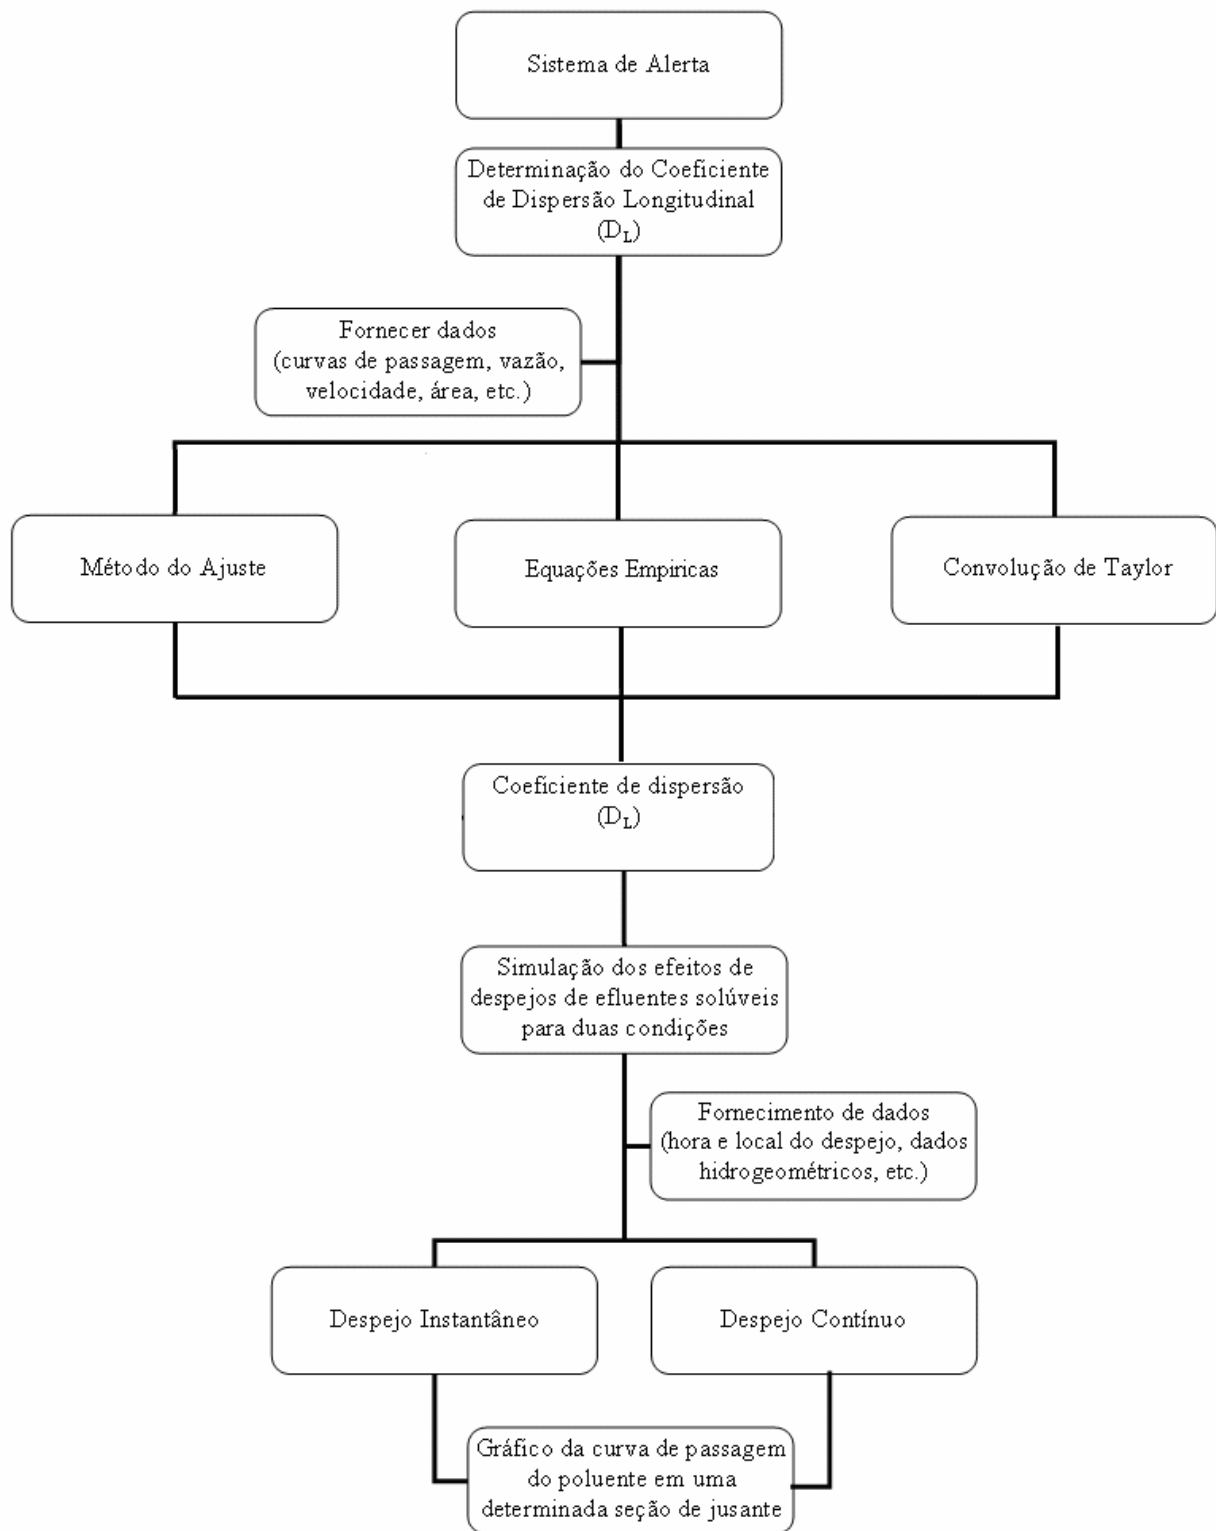 Sistema de Alerta
Determinação do Coeficiente
de Dispersão Longitudinal
(D_L)
Fornecer dados
(curvas de passagem, vazão,
velocidade, área, etc.)
Método do Ajuste
Equações Empiricas
Convolução de Taylor
Coeficiente de dispersão
(D_L)
Simulação dos efeitos de
despejos de efluentes solúveis
para duas condições
Fornecimento de dados
(hora e local do despejo, dados
hidrogeométricos, etc.)
Despejo Instantâneo
Despejo Contínuo
Gráfico da curva de passagem
do poluente em uma
determinada seção de jusante